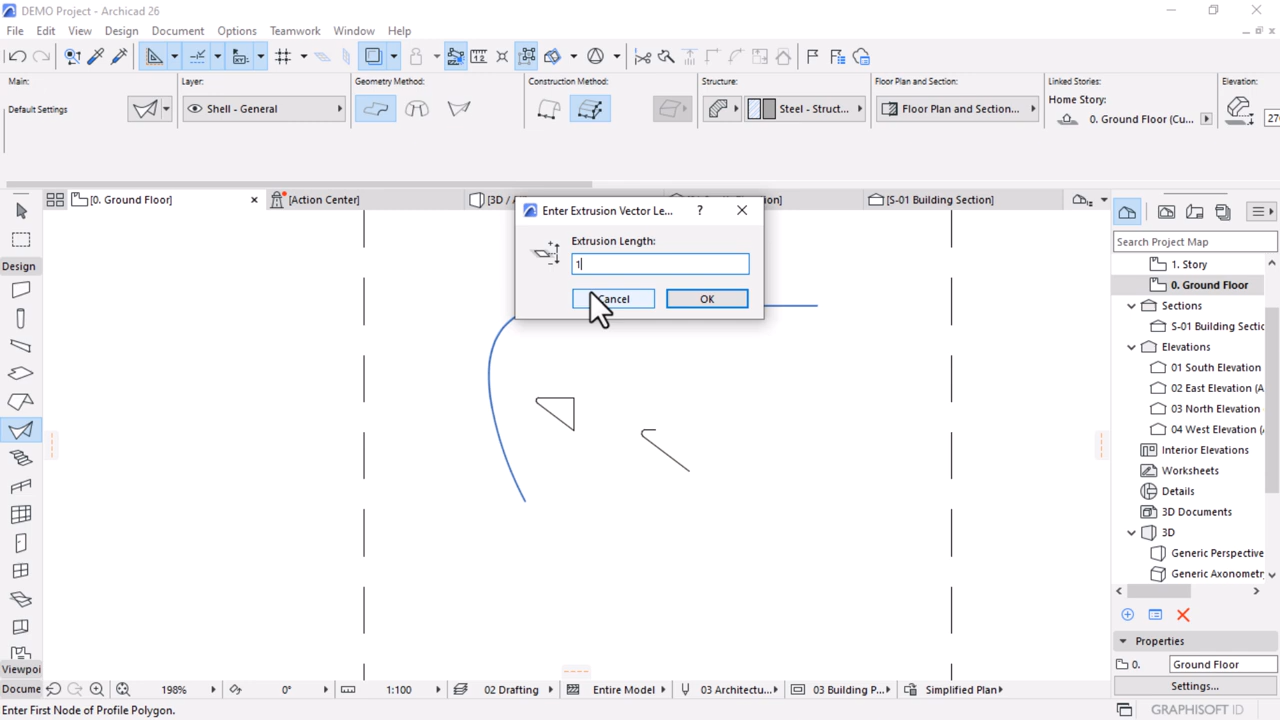 DEMO Project - Archicad 26
File Edit View Design Document Options Teamwork Window Help
Main:
Default Settings
Layer:
Shell - General
Geometry Method:
Construction Method:
Structure:
Steel - Struct...
Floor Plan and Section:
Floor Plan and Section...
Linked Stories:
Home Story:
0. Ground Floor (Cu...
Elevation:
[0. Ground Floor]
[Action Center]
[3D /
[S-01 Building Section]
Enter Extrusion Vector Le... ?
Extrusion Length:
1
Cancel
OK
Design
Viewpoi
Docume
Search Project Map
1. Story
0. Ground Floor
Sections
S-01 Building Sectio
Elevations
01 South Elevation
02 East Elevation (A
03 North Elevation
04 West Elevation (
Interior Elevations
Worksheets
Details
3D Documents
3D
Generic Perspective
Generic Axonometr
Properties
0. Ground Floor
Settings...
198%
0°
1:100
02 Drafting
Entire Model
03 Architectu...
03 Building P...
Simplified Plan
Enter First Node of Profile Polygon.
GRAPHISOFT ID